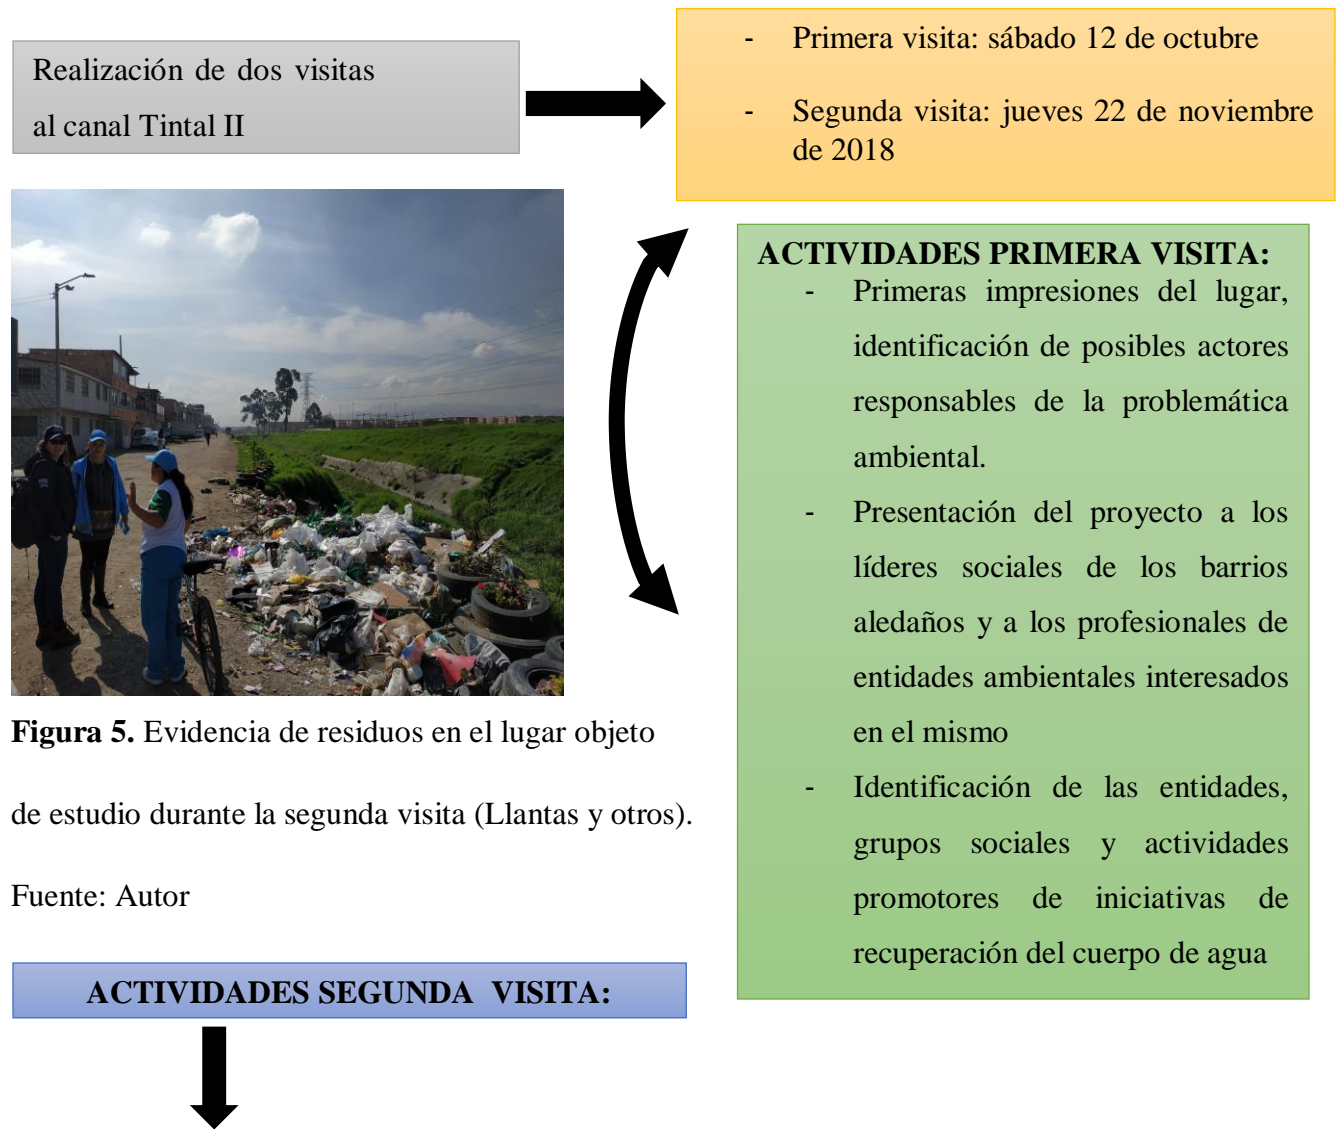 Realización de dos visitas
al canal Tintal II
- Primera visita: sábado 12 de octubre
- Segunda visita: jueves 22 de noviembre
de 2018
ACTIVIDADES PRIMERA VISITA:
- Primeras impresiones del lugar,
identificación de posibles actores
responsables de la problemática
ambiental.
- Presentación del proyecto a los
líderes sociales de los barrios
aledaños y a los profesionales de
entidades ambientales interesados
en el mismo
- Identificación de las entidades,
grupos sociales y actividades
promotores de iniciativas de
recuperación del cuerpo de agua
Figura 5. Evidencia de residuos en el lugar objeto
de estudio durante la segunda visita (Llantas y otros).
Fuente: Autor
ACTIVIDADES SEGUNDA VISITA: